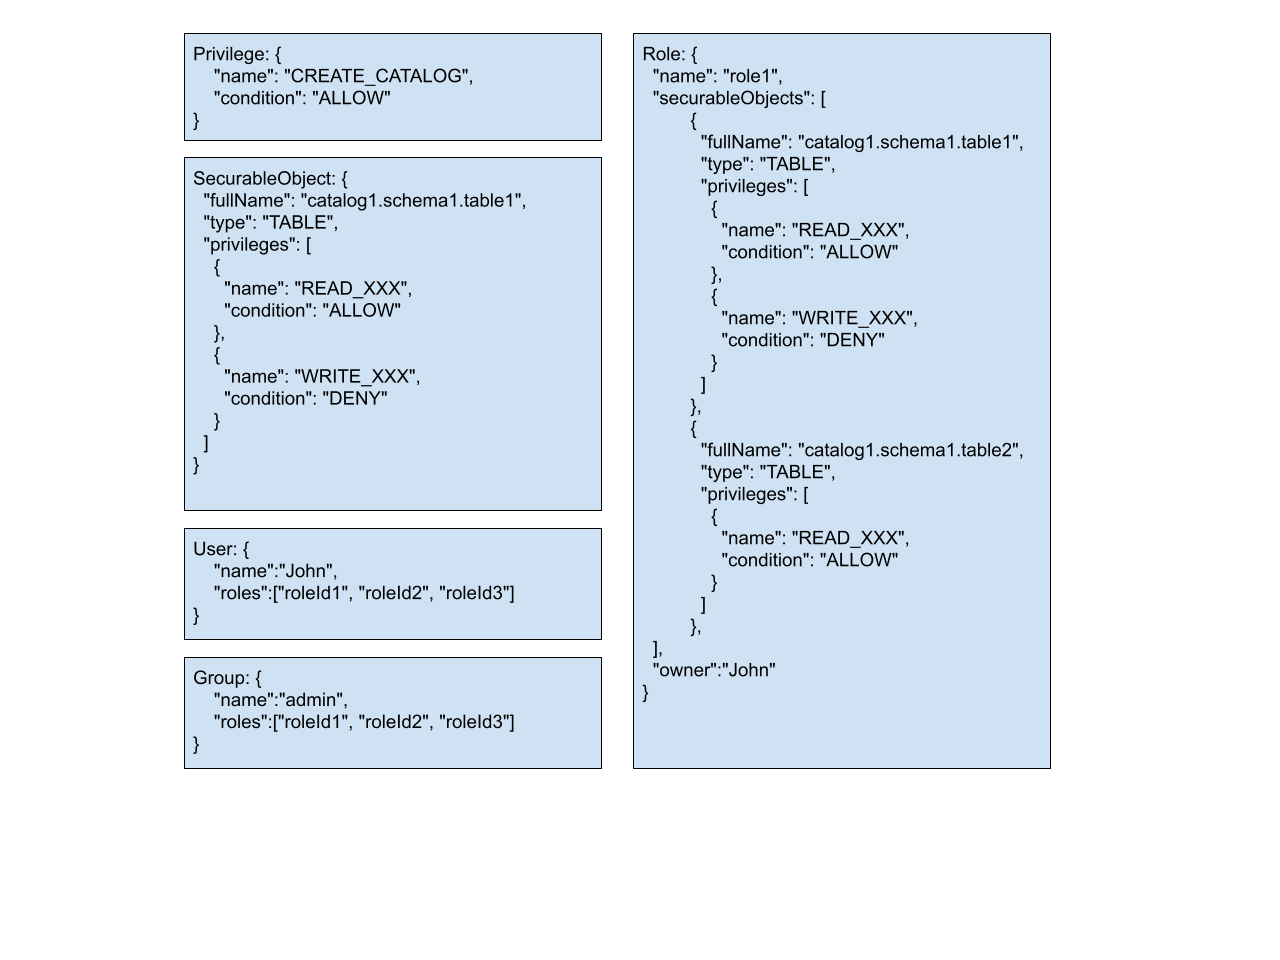 Privilege: {
    "name": "CREATE_CATALOG",
    "condition": "ALLOW"
}
SecurableObject: {
  "fullName": "catalog1.schema1.table1",
  "type": "TABLE",
  "privileges": [
    {
      "name": "READ_XXX",
      "condition": "ALLOW"
    },
    {
      "name": "WRITE_XXX",
      "condition": "DENY"
    }
  ]
}
User: {
    "name":"John",
    "roles":["roleId1", "roleId2", "roleId3"]
}
Group: {
    "name":"admin",
    "roles":["roleId1", "roleId2", "roleId3"]
}
Role: {
  "name": "role1",
  "securableObjects": [
         {
           "fullName": "catalog1.schema1.table1",
           "type": "TABLE",
           "privileges": [
             {
               "name": "READ_XXX",
               "condition": "ALLOW"
             },
             {
               "name": "WRITE_XXX",
               "condition": "DENY"
             }
           ]
         },
         {
           "fullName": "catalog1.schema1.table2",
           "type": "TABLE",
           "privileges": [
             {
               "name": "READ_XXX",
               "condition": "ALLOW"
             }
           ]
         },
  ],
  "owner":"John"
}